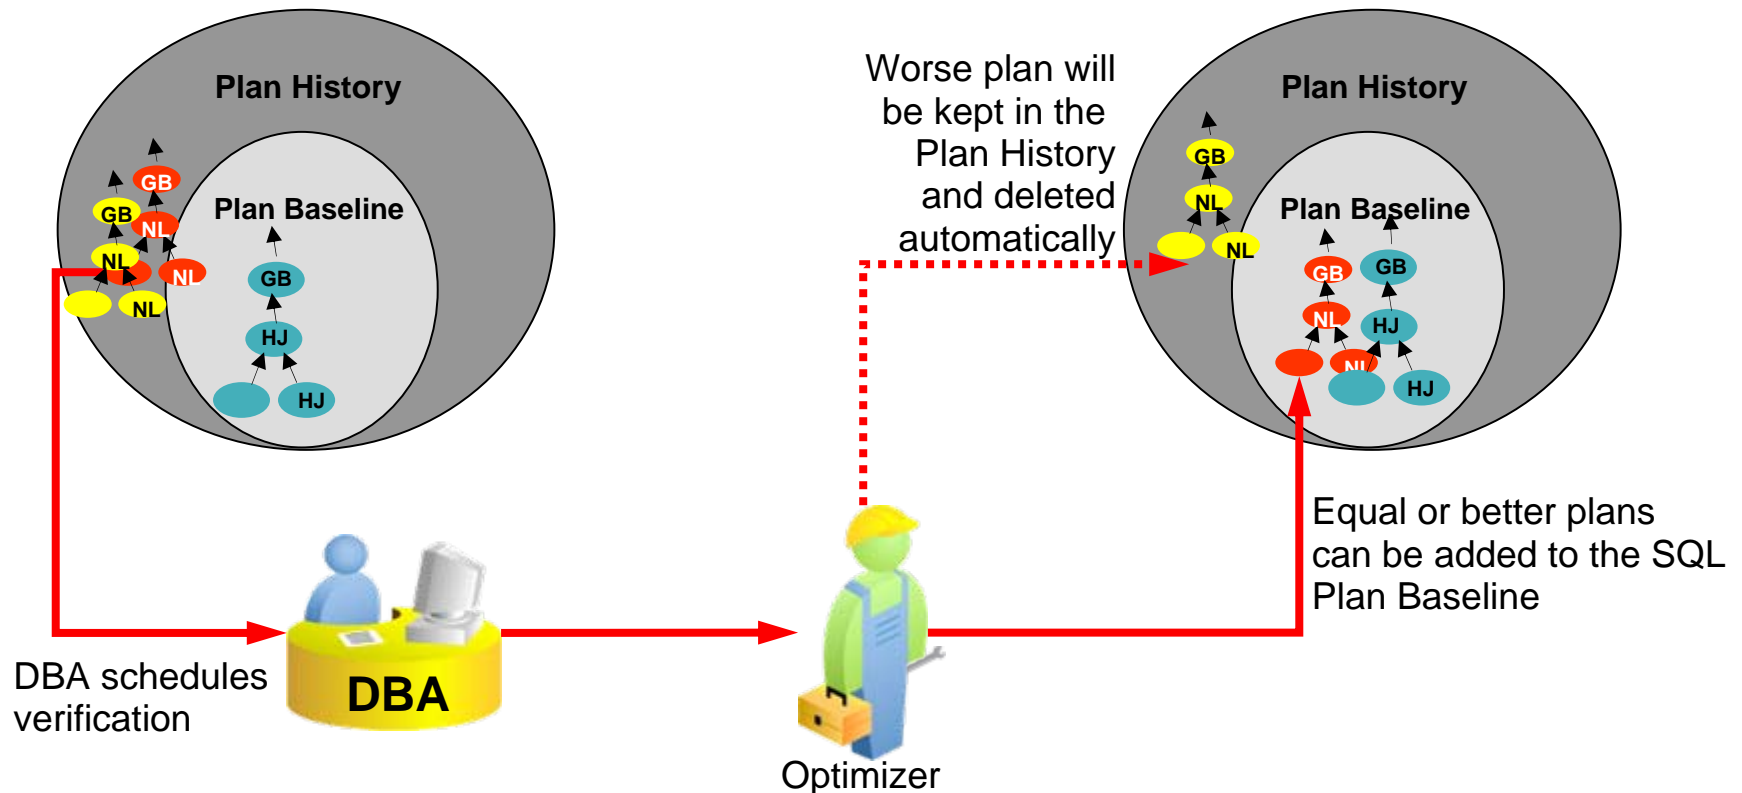 Plan History
GB
GB
NL
NL
NL
NL
Plan Baseline
GB
HJ
HJ
Worse plan will
be kept in the
Plan History
and deleted
automatically
Plan History
GB
NL
NL
Plan Baseline
GB
GB
NL
HJ
NL
HJ
DBA schedules
verification
DBA
Optimizer
Equal or better plans
can be added to the SQL
Plan Baseline